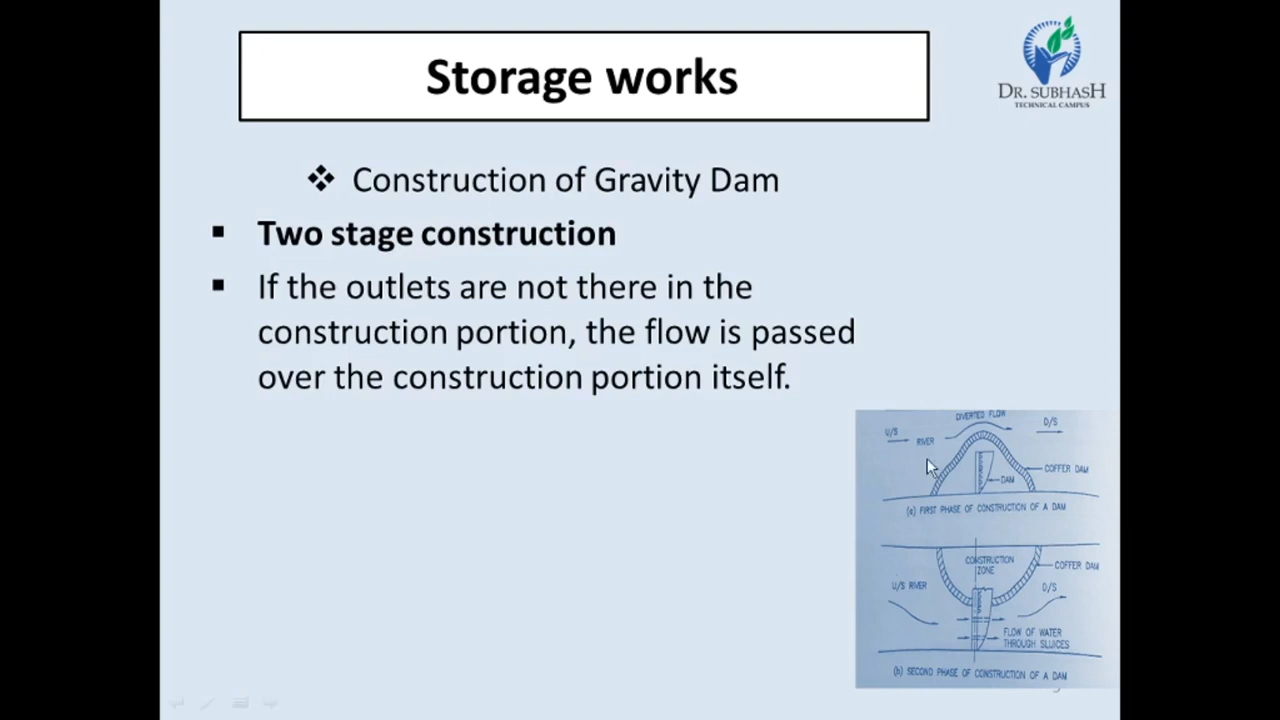 Storage works
DR. SUBHASH
TECHNICAL CAMPUS
❖ Construction of Gravity Dam
▪ Two stage construction
▪ If the outlets are not there in the
construction portion, the flow is passed
over the construction portion itself.
DIVERTED FLOW
U/S
D/S
RIVER
COFFER DAM
DAM
(a) FIRST PHASE OF CONSTRUCTION OF A DAM
CONSTRUCTION
ZONE
COFFER DAM
U/S RIVER
D/S
FLOW OF WATER
THROUGH SLUICES
(b) SECOND PHASE OF CONSTRUCTION OF A DAM